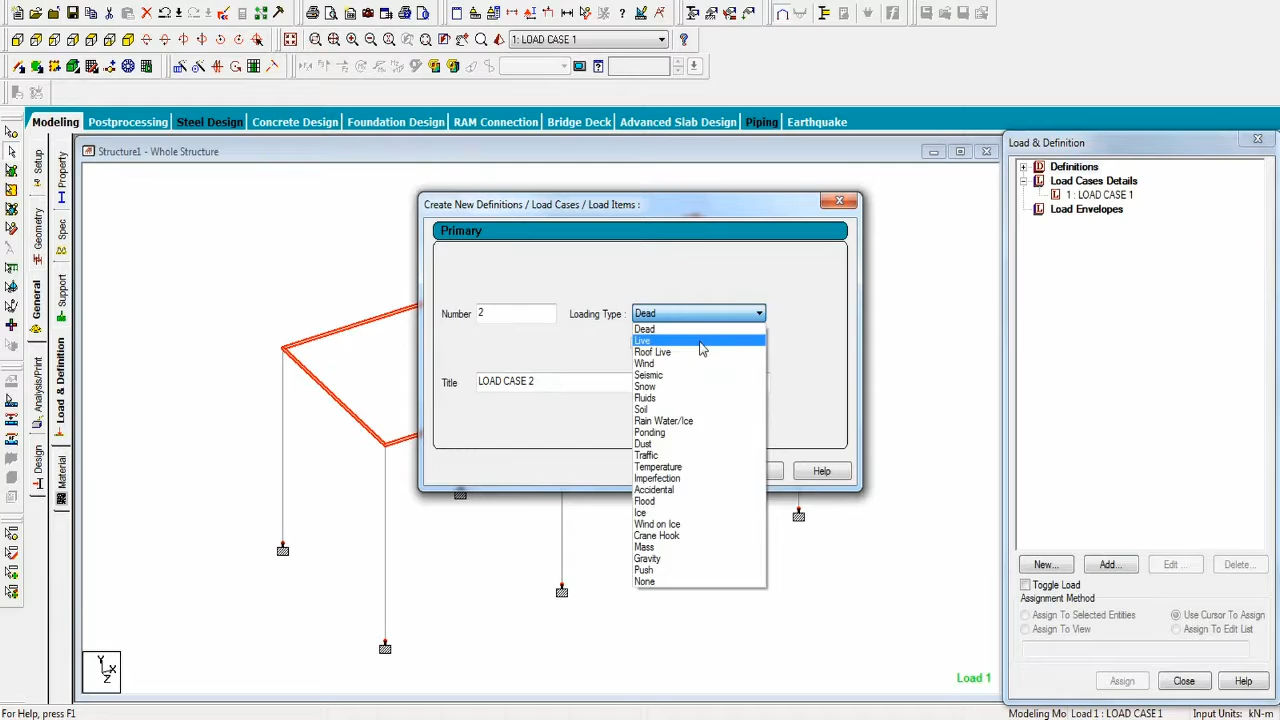 1: LOAD CASE 1
Modeling
Postprocessing
Steel Design
Concrete Design
Foundation Design
RAM Connection
Bridge Deck
Advanced Slab Design
Piping
Earthquake
Structure1 - Whole Structure
Setup
Geometry
General
Analysis/Print
Design
Property
Spec
Support
Load & Definition
Material
Create New Definitions / Load Cases / Load Items :
Primary
Number 2 Loading Type : Dead
Dead
Live
Roof Live
Wind
Seismic
Snow
Fluids
Soil
Rain Water/Ice
Ponding
Dust
Traffic
Temperature
Imperfection
Accidental
Flood
Ice
Wind on Ice
Crane Hook
Mass
Gravity
Push
None
Title LOAD CASE 2
Help
Y
X
Z
Load 1
Load & Definition
Definitions
Load Cases Details
1 : LOAD CASE 1
Load Envelopes
New... Add... Edit ... Delete...
Toggle Load
Assignment Method
Assign To Selected Entities Use Cursor To Assign
Assign To View Assign To Edit List
Assign Close Help
For Help, press F1 Modeling Mo Load 1 : LOAD CASE 1 Input Units: kN-m